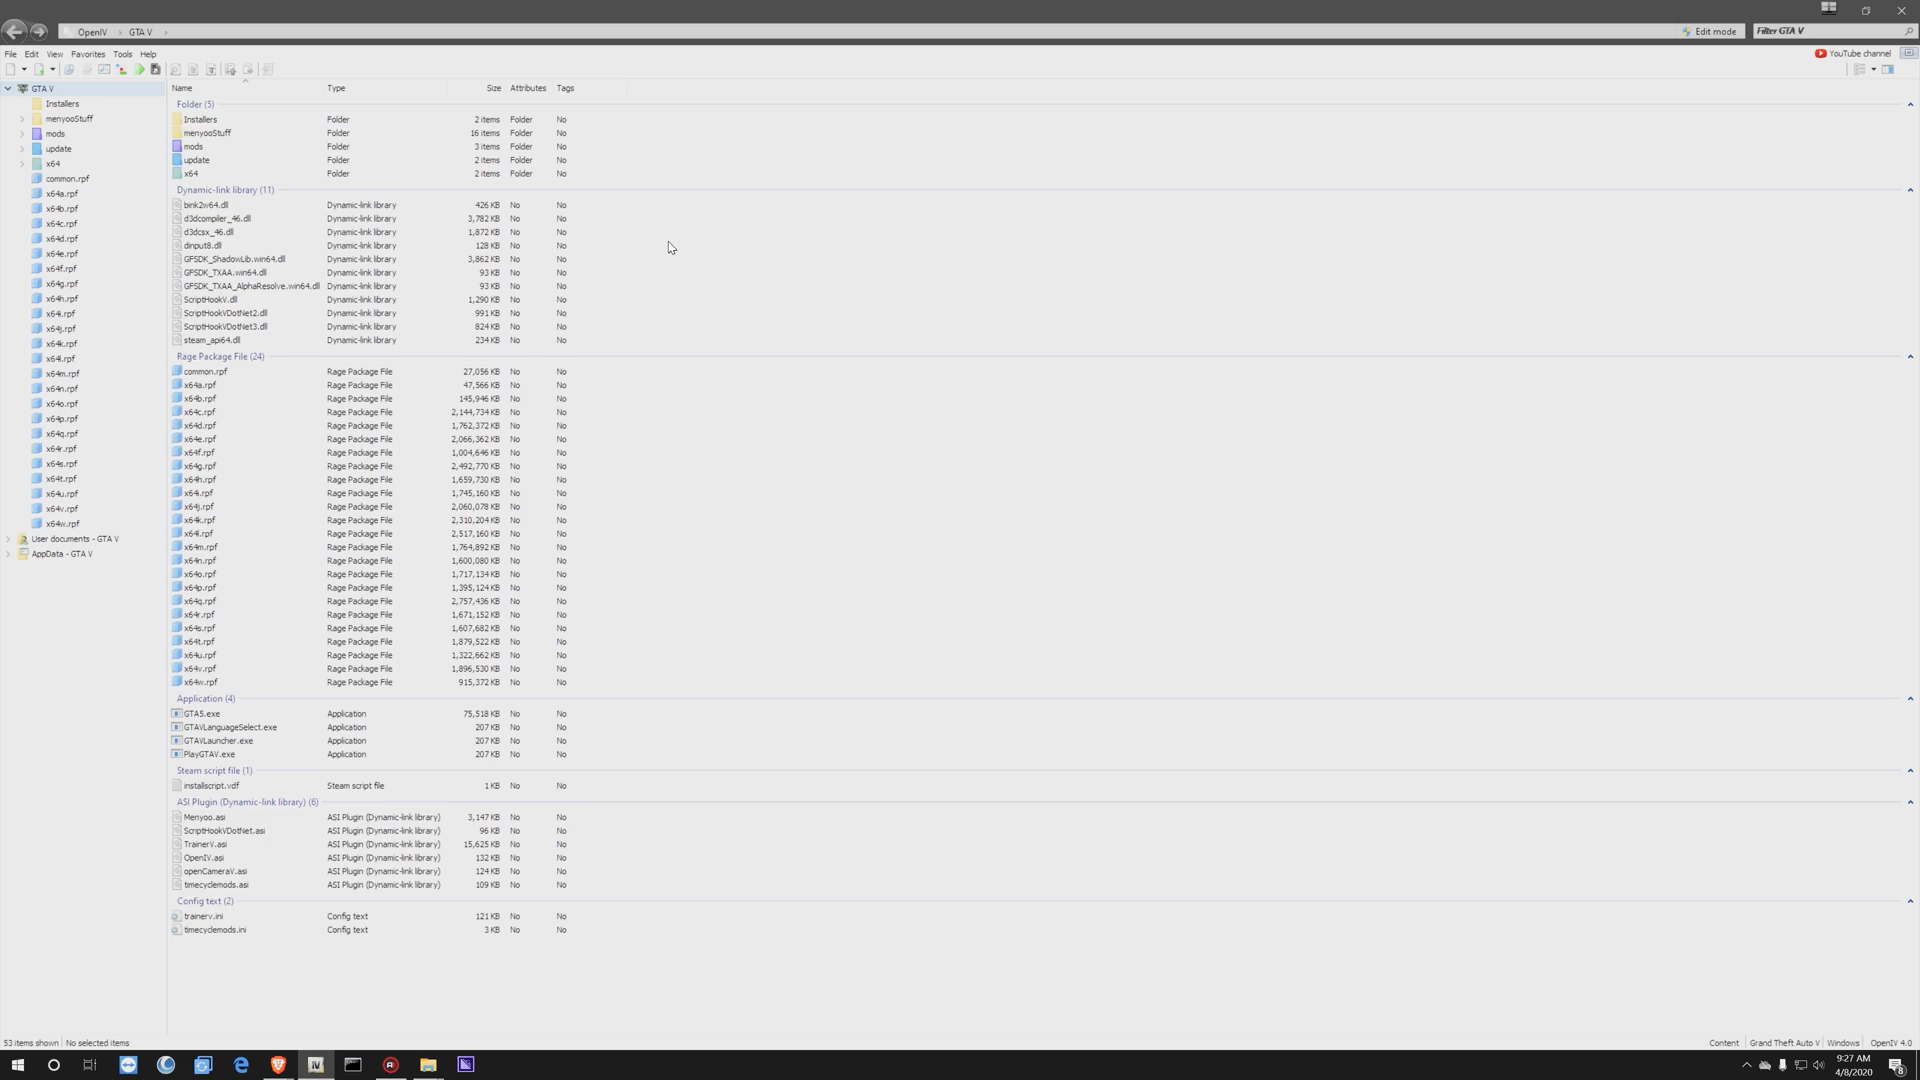 OpenIV
GTA V
Edit mode
Filter GTA V
File Edit View Favorites Tools Help
YouTube channel
GTA V
Installers
menyooStuff
mods
update
x64
common.rpf
x64a.rpf
x64b.rpf
x64c.rpf
x64d.rpf
x64e.rpf
x64f.rpf
x64g.rpf
x64h.rpf
x64i.rpf
x64j.rpf
x64k.rpf
x64l.rpf
x64m.rpf
x64n.rpf
x64o.rpf
x64p.rpf
x64q.rpf
x64r.rpf
x64s.rpf
x64t.rpf
x64u.rpf
x64v.rpf
x64w.rpf
User documents - GTA V
AppData - GTA V
Name Type Size Attributes Tags
Folder (5)
Installers Folder 2 items Folder No
menyooStuff Folder 16 items Folder No
mods Folder 3 items Folder No
update Folder 2 items Folder No
x64 Folder 2 items Folder No
Dynamic-link library (11)
bink2w64.dll Dynamic-link library 426 KB No No
d3dcompiler_46.dll Dynamic-link library 3,782 KB No No
d3dcsx_46.dll Dynamic-link library 1,872 KB No No
dinput8.dll Dynamic-link library 128 KB No No
GFSDK_ShadowLib.win64.dll Dynamic-link library 3,862 KB No No
GFSDK_TXAA.win64.dll Dynamic-link library 93 KB No No
GFSDK_TXAA_AlphaResolve.win64.dll Dynamic-link library 93 KB No No
ScriptHookV.dll Dynamic-link library 1,290 KB No No
ScriptHookVDotNet2.dll Dynamic-link library 991 KB No No
ScriptHookVDotNet3.dll Dynamic-link library 824 KB No No
steam_api64.dll Dynamic-link library 234 KB No No
Rage Package File (24)
common.rpf Rage Package File 27,056 KB No No
x64a.rpf Rage Package File 47,566 KB No No
x64b.rpf Rage Package File 145,946 KB No No
x64c.rpf Rage Package File 2,144,734 KB No No
x64d.rpf Rage Package File 1,762,372 KB No No
x64e.rpf Rage Package File 2,066,362 KB No No
x64f.rpf Rage Package File 1,004,646 KB No No
x64g.rpf Rage Package File 2,492,770 KB No No
x64h.rpf Rage Package File 1,659,730 KB No No
x64i.rpf Rage Package File 1,745,160 KB No No
x64j.rpf Rage Package File 2,060,078 KB No No
x64k.rpf Rage Package File 2,310,204 KB No No
x64l.rpf Rage Package File 2,517,160 KB No No
x64m.rpf Rage Package File 1,764,892 KB No No
x64n.rpf Rage Package File 1,600,080 KB No No
x64o.rpf Rage Package File 1,717,134 KB No No
x64p.rpf Rage Package File 1,395,124 KB No No
x64q.rpf Rage Package File 2,757,436 KB No No
x64r.rpf Rage Package File 1,671,152 KB No No
x64s.rpf Rage Package File 1,607,682 KB No No
x64t.rpf Rage Package File 1,879,522 KB No No
x64u.rpf Rage Package File 1,322,662 KB No No
x64v.rpf Rage Package File 1,896,530 KB No No
x64w.rpf Rage Package File 915,372 KB No No
Application (4)
GTA5.exe Application 75,518 KB No No
GTAVLanguageSelect.exe Application 207 KB No No
GTAVLauncher.exe Application 207 KB No No
PlayGTAV.exe Application 207 KB No No
Steam script file (1)
installscript.vdf Steam script file 1 KB No No
ASI Plugin (Dynamic-link library) (6)
Menyoo.asi ASI Plugin (Dynamic-link library) 3,147 KB No No
ScriptHookVDotNet.asi ASI Plugin (Dynamic-link library) 96 KB No No
TrainerV.asi ASI Plugin (Dynamic-link library) 15,625 KB No No
OpenIV.asi ASI Plugin (Dynamic-link library) 132 KB No No
openCameraV.asi ASI Plugin (Dynamic-link library) 124 KB No No
timecyclemods.asi ASI Plugin (Dynamic-link library) 109 KB No No
Config text (2)
trainerv.ini Config text 121 KB No No
timecyclemods.ini Config text 3 KB No No
53 items shown No selected items
Content Grand Theft Auto V Windows OpenIV 4.0
IV
9:27 AM
4/8/2020
8